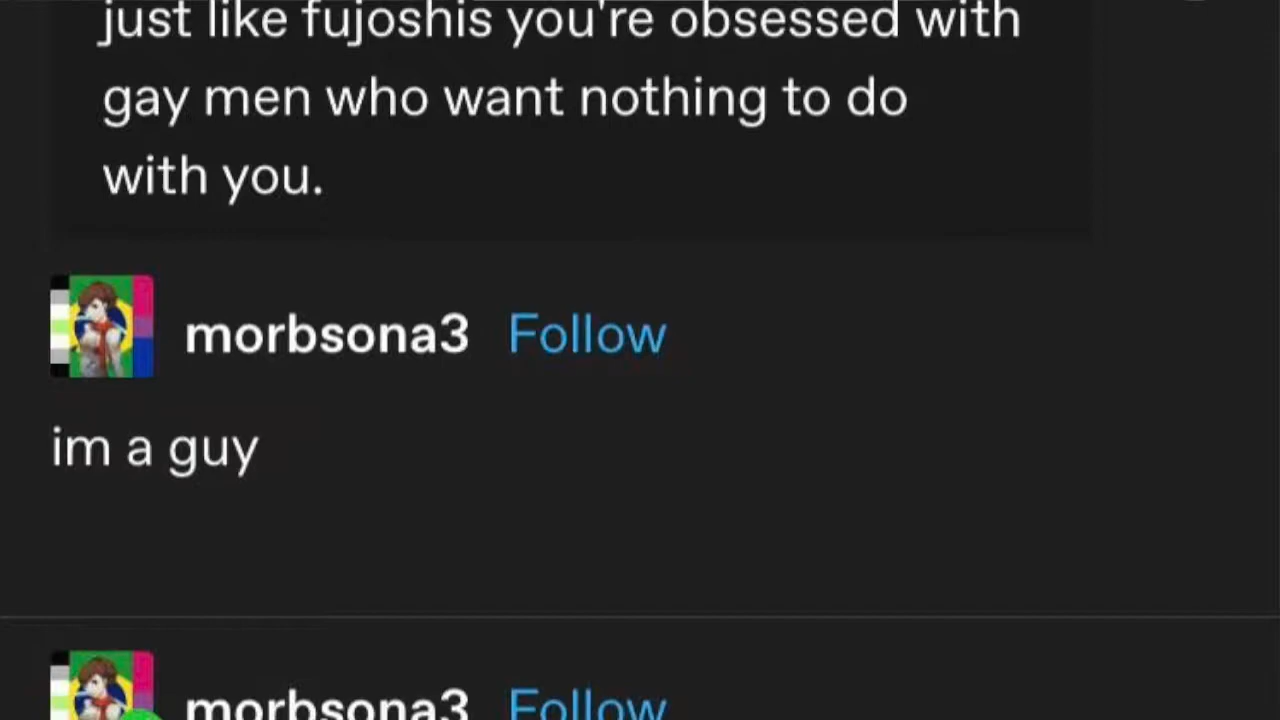 just like fujoshis you're obsessed with
gay men who want nothing to do
with you.
morbsona3 Follow
im a guy
morbsona3 Follow